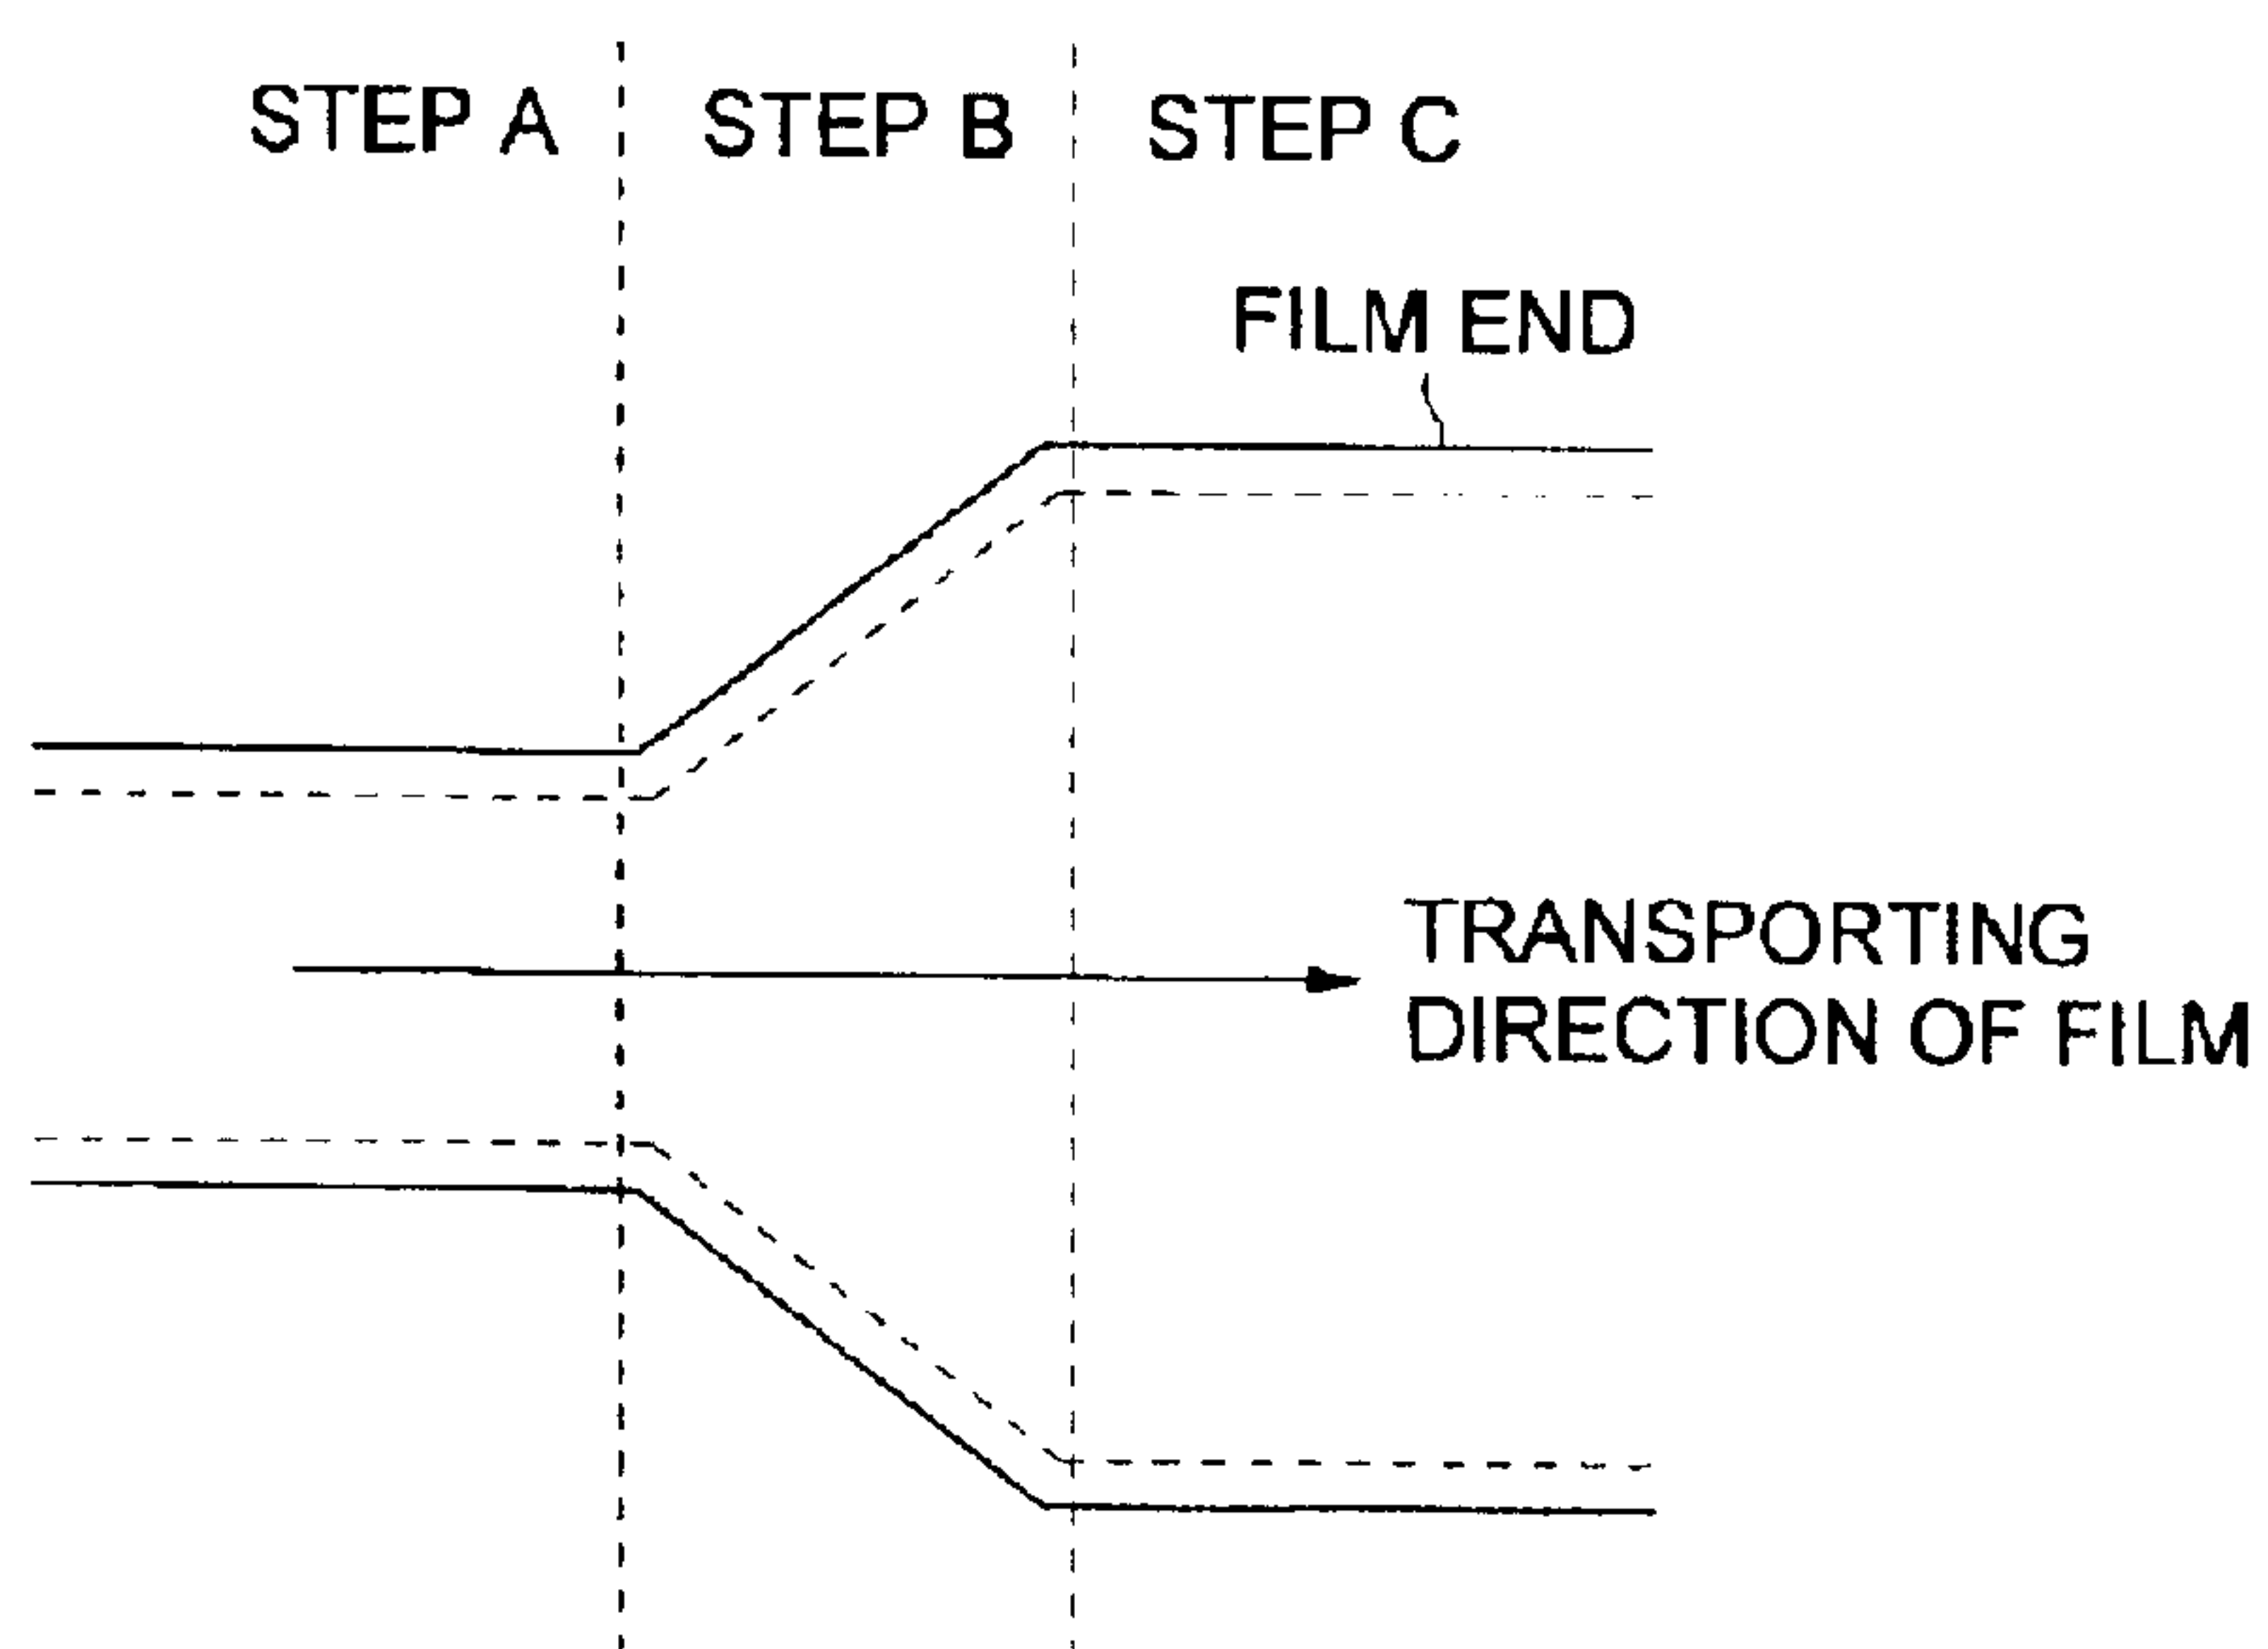 STEP A
STEP B
STEP C
FILM END
TRANSPORTING
DIRECTION OF FILM